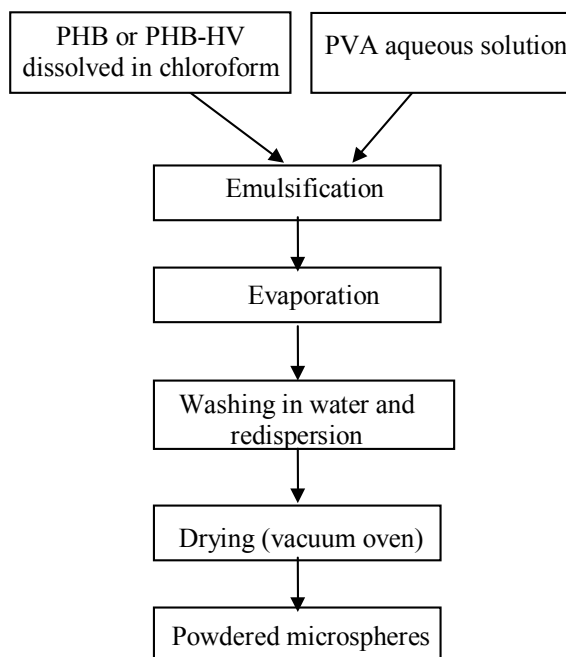 PHB or PHB-HV
dissolved in chloroform
PVA aqueous solution
Emulsification
Evaporation
Washing in water and
redispersion
Drying (vacuum oven)
Powdered microspheres